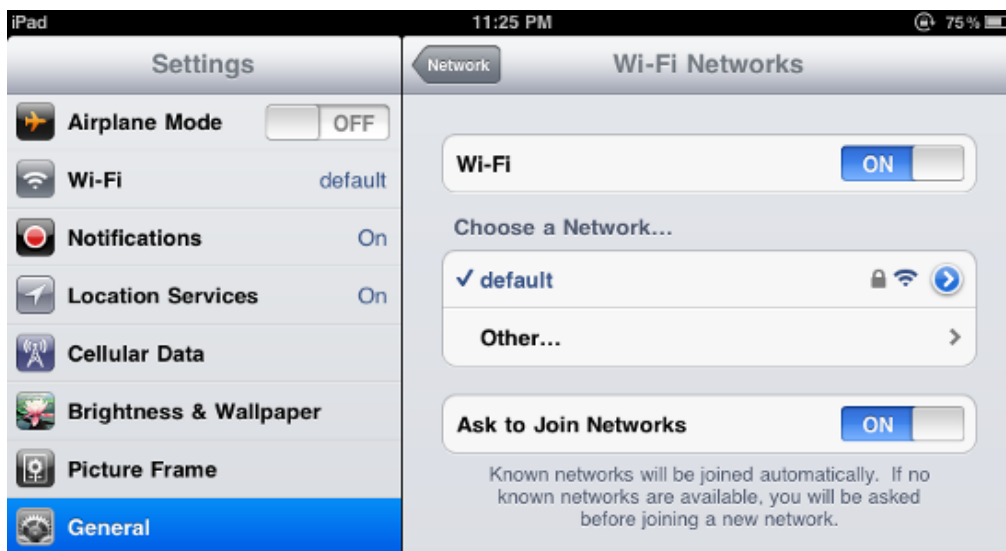 iPad 11:25 PM 75%
Settings
Airplane Mode OFF
Wi-Fi default
Notifications On
Location Services On
Cellular Data
Brightness & Wallpaper
Picture Frame
General
Network Wi-Fi Networks
Wi-Fi ON
Choose a Network...
default
Other...
Ask to Join Networks ON
Known networks will be joined automatically. If no
known networks are available, you will be asked
before joining a new network.